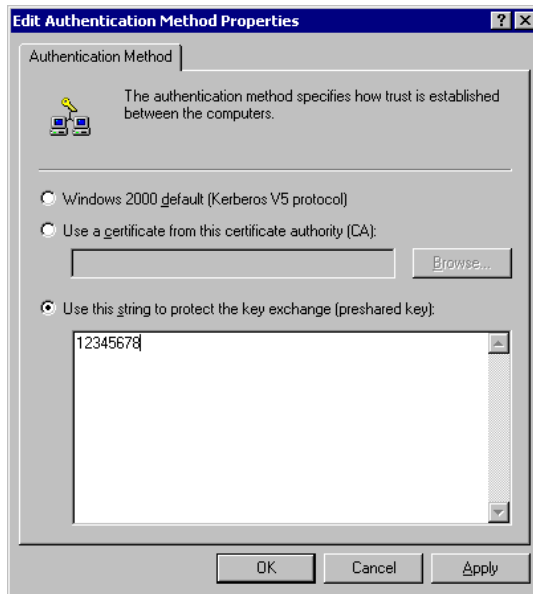 Edit Authentication Method Properties
Authentication Method
The authentication method specifies how trust is established
between the computers.
Windows 2000 default (Kerberos V5 protocol)
Use a certificate from this certificate authority (CA):
Browse...
Use this string to protect the key exchange (preshared key):
12345678
OK Cancel Apply